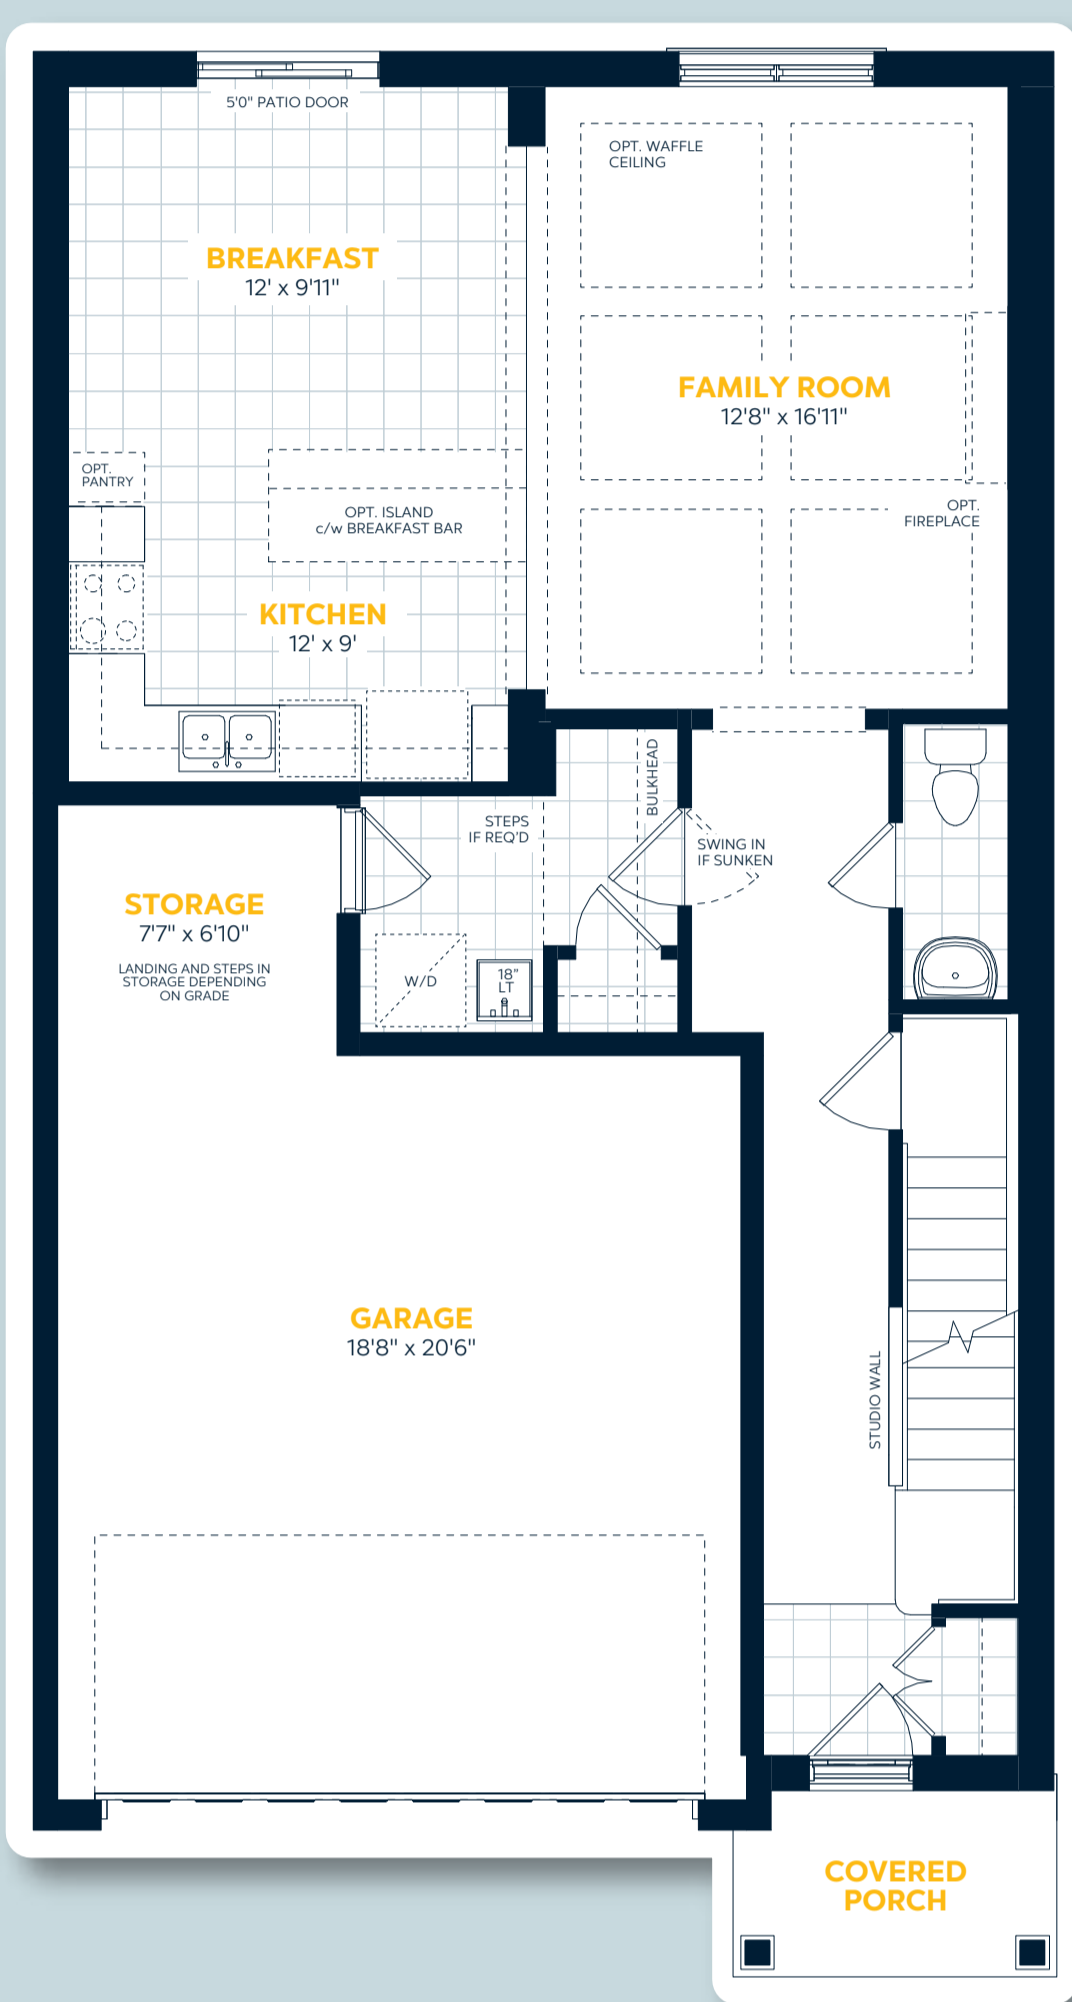 5'0" PATIO DOOR
OPT. WAFFLE
CEILING
BREAKFAST
12' x 9'11"
FAMILY ROOM
12'8" x 16'11"
OPT.
PANTRY
OPT. ISLAND
c/w BREAKFAST BAR
OPT.
FIREPLACE
KITCHEN
12' x 9'
BULKHEAD
STEPS
IF REQ'D
SWING IN
IF SUNKEN
STORAGE
7'7" x 6'10"
LANDING AND STEPS IN
STORAGE DEPENDING
ON GRADE
W/D
18"
LT
GARAGE
18'8" x 20'6"
STUDIO WALL
COVERED
PORCH